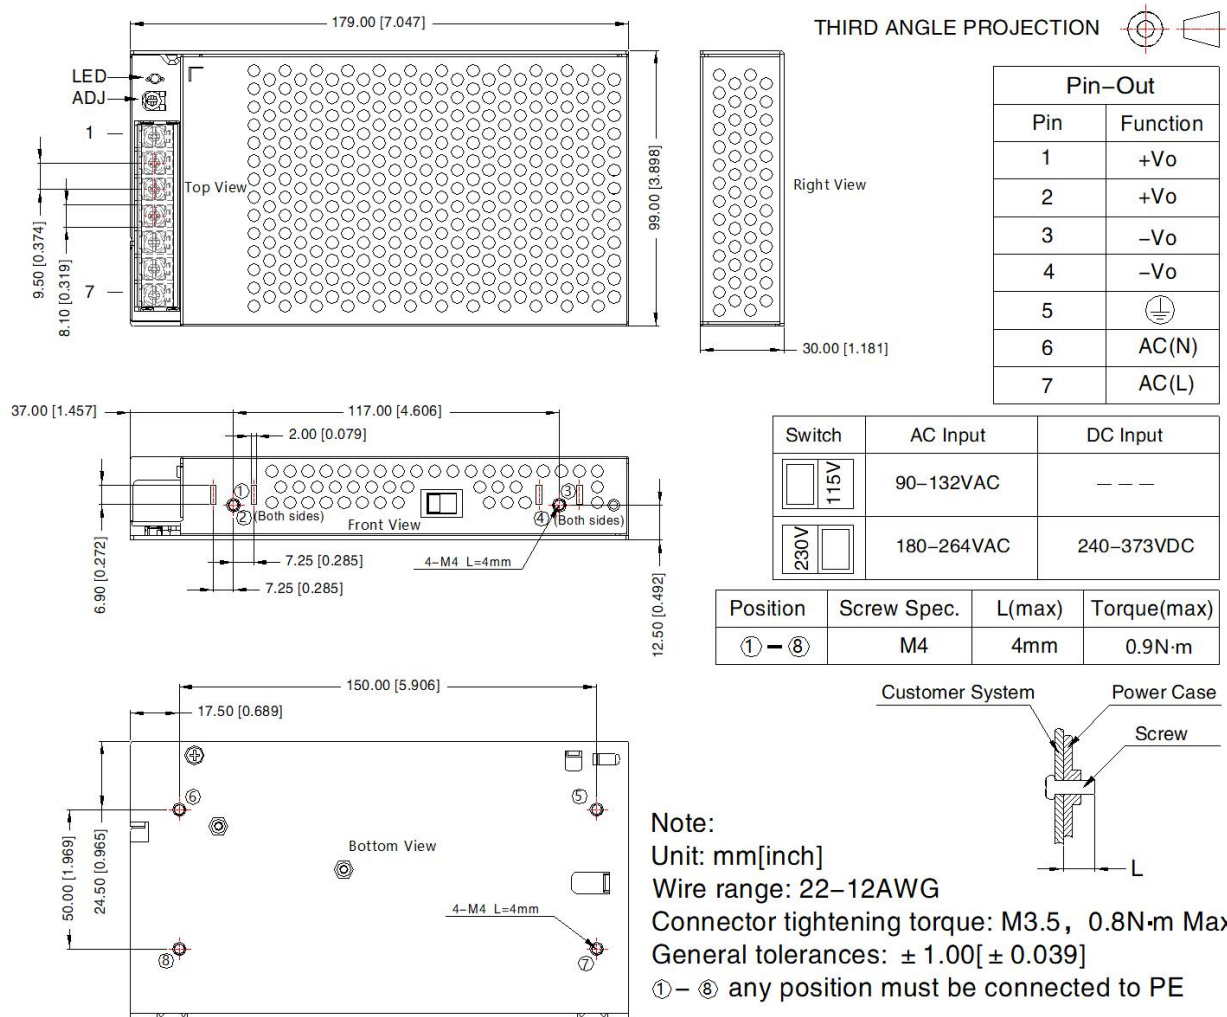 179.00 [7.047]
THIRD ANGLE PROJECTION
LED
ADJ
1
7
Top View
9.50 [0.374]
8.10 [0.319]
99.00 [3.898]
Right View
30.00 [1.181]
Pin–Out
Pin Function
1 +Vo
2 +Vo
3 –Vo
4 –Vo
5
6 AC(N)
7 AC(L)
37.00 [1.457]
117.00 [4.606]
2.00 [0.079]
① ③
② (Both sides) Front View ④ (Both sides)
7.25 [0.285]
7.25 [0.285]
4–M4 L=4mm
6.90 [0.272]
12.50 [0.492]
Switch AC Input DC Input
115V 90–132VAC – – –
230V 180–264VAC 240–373VDC
Position Screw Spec. L(max) Torque(max)
①–⑧ M4 4mm 0.9N·m
150.00 [5.906]
17.50 [0.689]
⑥ ⑤
Bottom View
50.00 [1.969]
24.50 [0.965]
4–M4 L=4mm
⑧ ⑦
Customer System Power Case
Screw
L
Note:
Unit: mm[inch]
Wire range: 22–12AWG
Connector tightening torque: M3.5, 0.8N·m Max
General tolerances: ±1.00[±0.039]
①–⑧ any position must be connected to PE